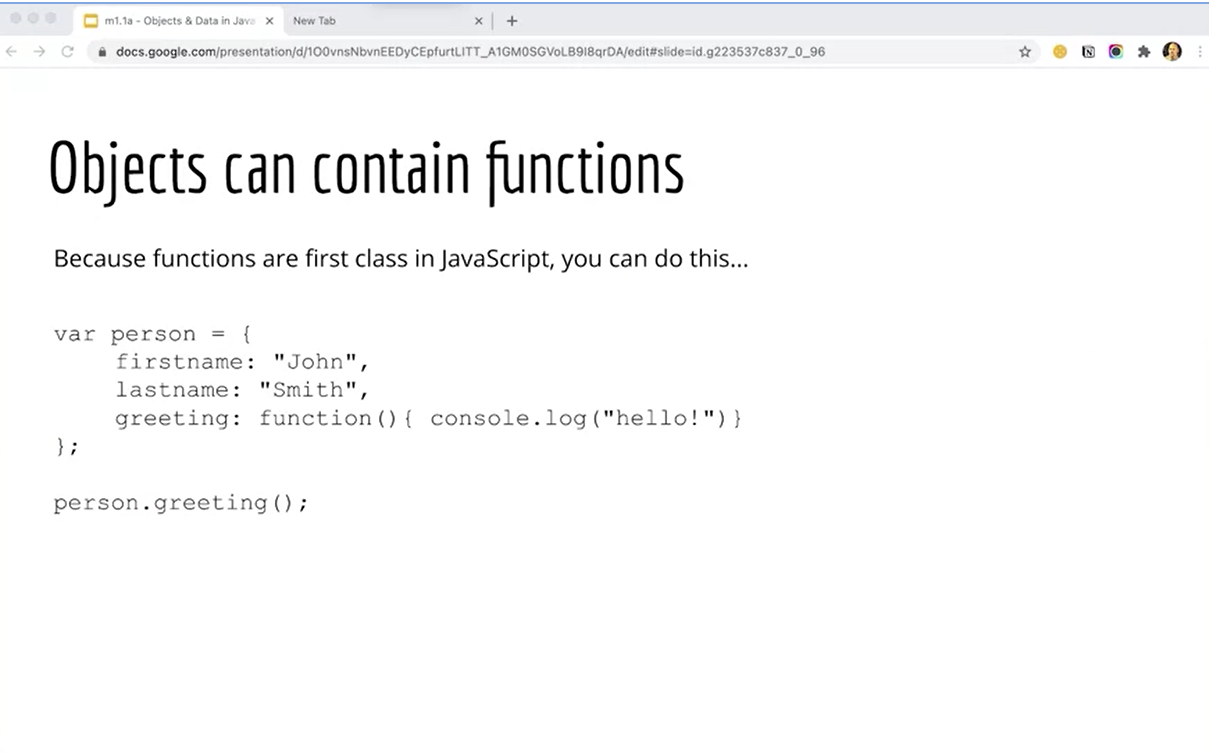 m1.1a - Objects & Data in Java
New Tab
docs.google.com/presentation/d/1O0vnsNbvnEEDyCEpfurtLITT_A1GM0SGVoLB9I8qrDA/edit#slide=id.g223537c837_0_96
Objects can contain functions
Because functions are first class in JavaScript, you can do this...
var person = {
firstname: "John",
lastname: "Smith",
greeting: function(){ console.log("hello!")}
};
person.greeting();